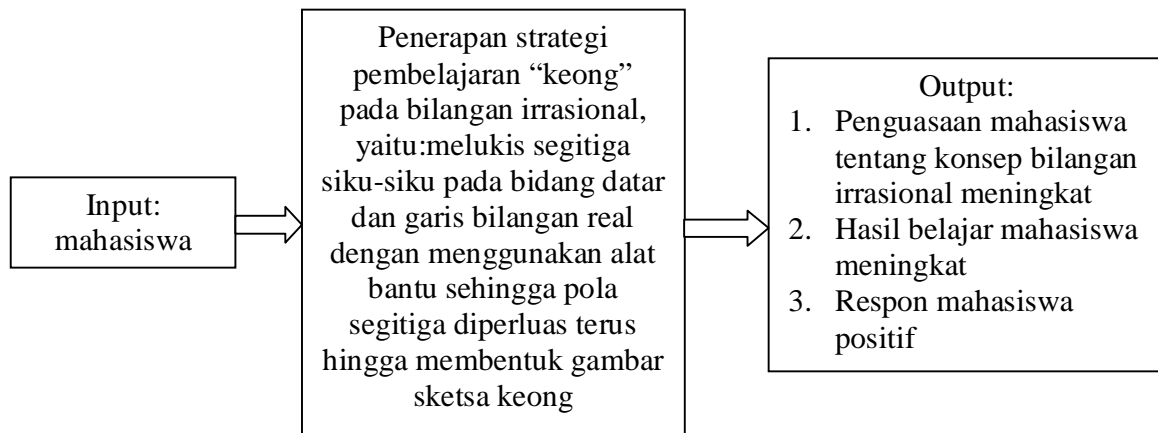 Input:
mahasiswa
Penerapan strategi
pembelajaran “keong”
pada bilangan irrasional,
yaitu:melukis segitiga
siku-siku pada bidang datar
dan garis bilangan real
dengan menggunakan alat
bantu sehingga pola
segitiga diperluas terus
hingga membentuk gambar
sketsa keong
Output:
1. Penguasaan mahasiswa
tentang konsep bilangan
irrasional meningkat
2. Hasil belajar mahasiswa
meningkat
3. Respon mahasiswa
positif